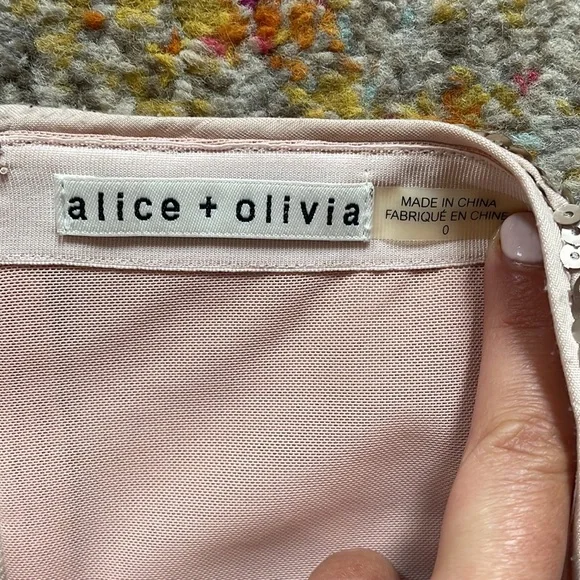 alice + olivia
MADE IN CHINA
FABRIQUÉ EN CHINE
0